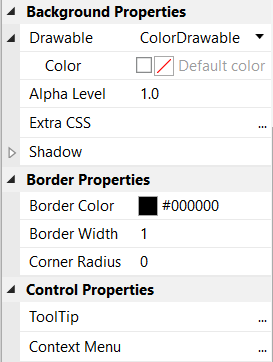 Background Properties
Drawable ColorDrawable
Color Default color
Alpha Level 1.0
Extra CSS ...
Shadow
Border Properties
Border Color #000000
Border Width 1
Corner Radius 0
Control Properties
ToolTip ...
Context Menu ...